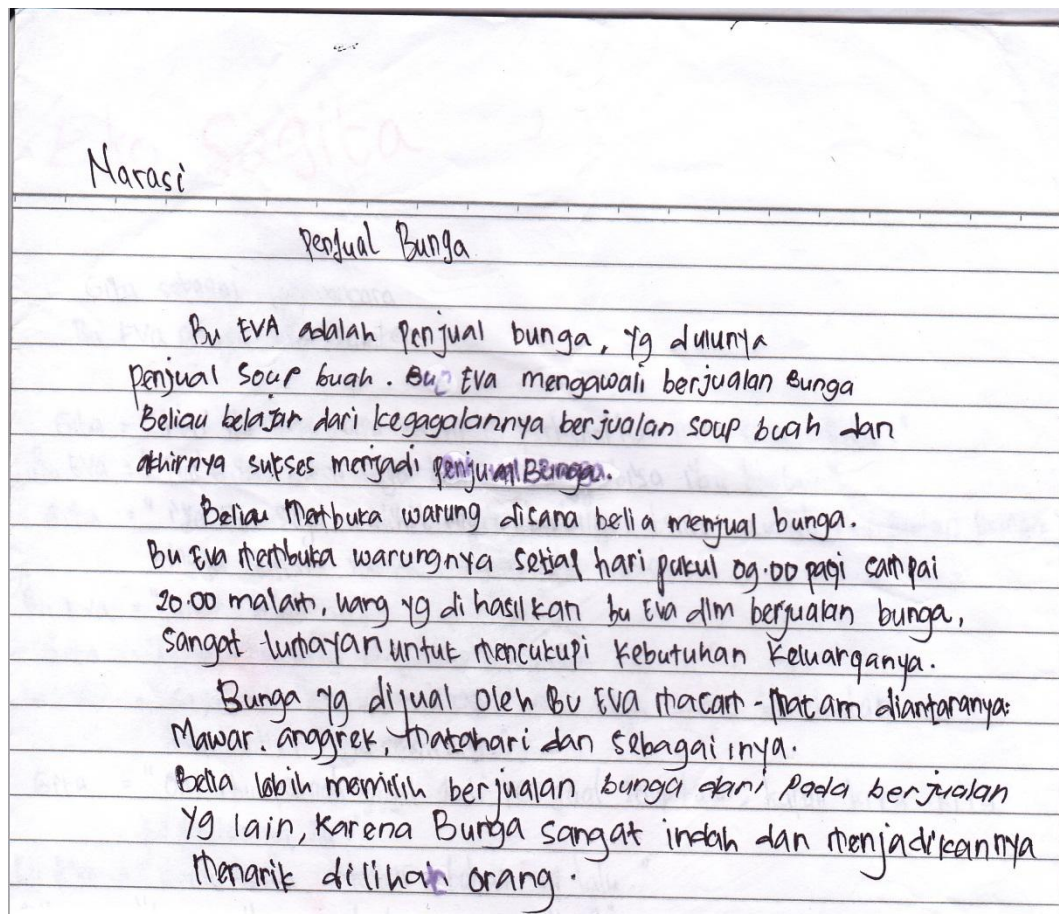 Narasi
Penjual Bunga
Bu EVA adalah Penjual bunga, yg dulunya
Penjual Soup buah. Bu EVa mengawali berjualan Bunga
Beliau belajar dari kegagalannya berjualan soup buah dan
akhirnya sukses menjadi penjual Bunga.
Beliau Membuka warung disana belia menjual bunga.
Bu Eva membuka warungnya setiap hari pukul 09.00 pagi sampai
20.00 malam, uang yg di hasilkan bu Eva dlm berjualan bunga,
Sangat lumayan untuk mencukupi kebutuhan keluarganya.
Bunga yg dijual oleh Bu EVA macam-macam diantaranya:
Mawar. anggrek, matahari dan sebagai inya.
Belia labih memilih berjualan bunga dari pada berjualan
Yg lain, Karena Bunga sangat indah dan menjadikannya
menarik dilihat orang.